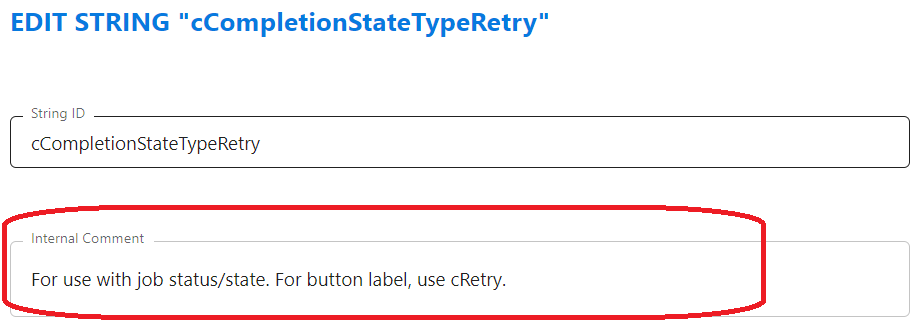 EDIT STRING "cCompletionStateTypeRetry"
String ID
cCompletionStateTypeRetry
Internal Comment
For use with job status/state. For button label, use cRetry.